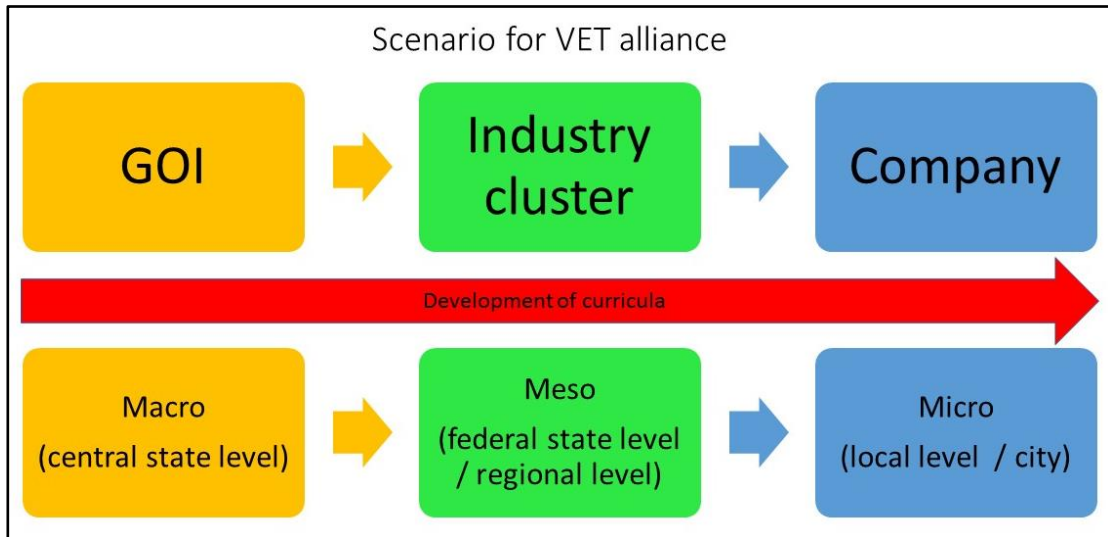 Scenario for VET alliance
GOI
Industry
cluster
Company
Development of curricula
Macro
(central state level)
Meso
(federal state level
/ regional level)
Micro
(local level / city)